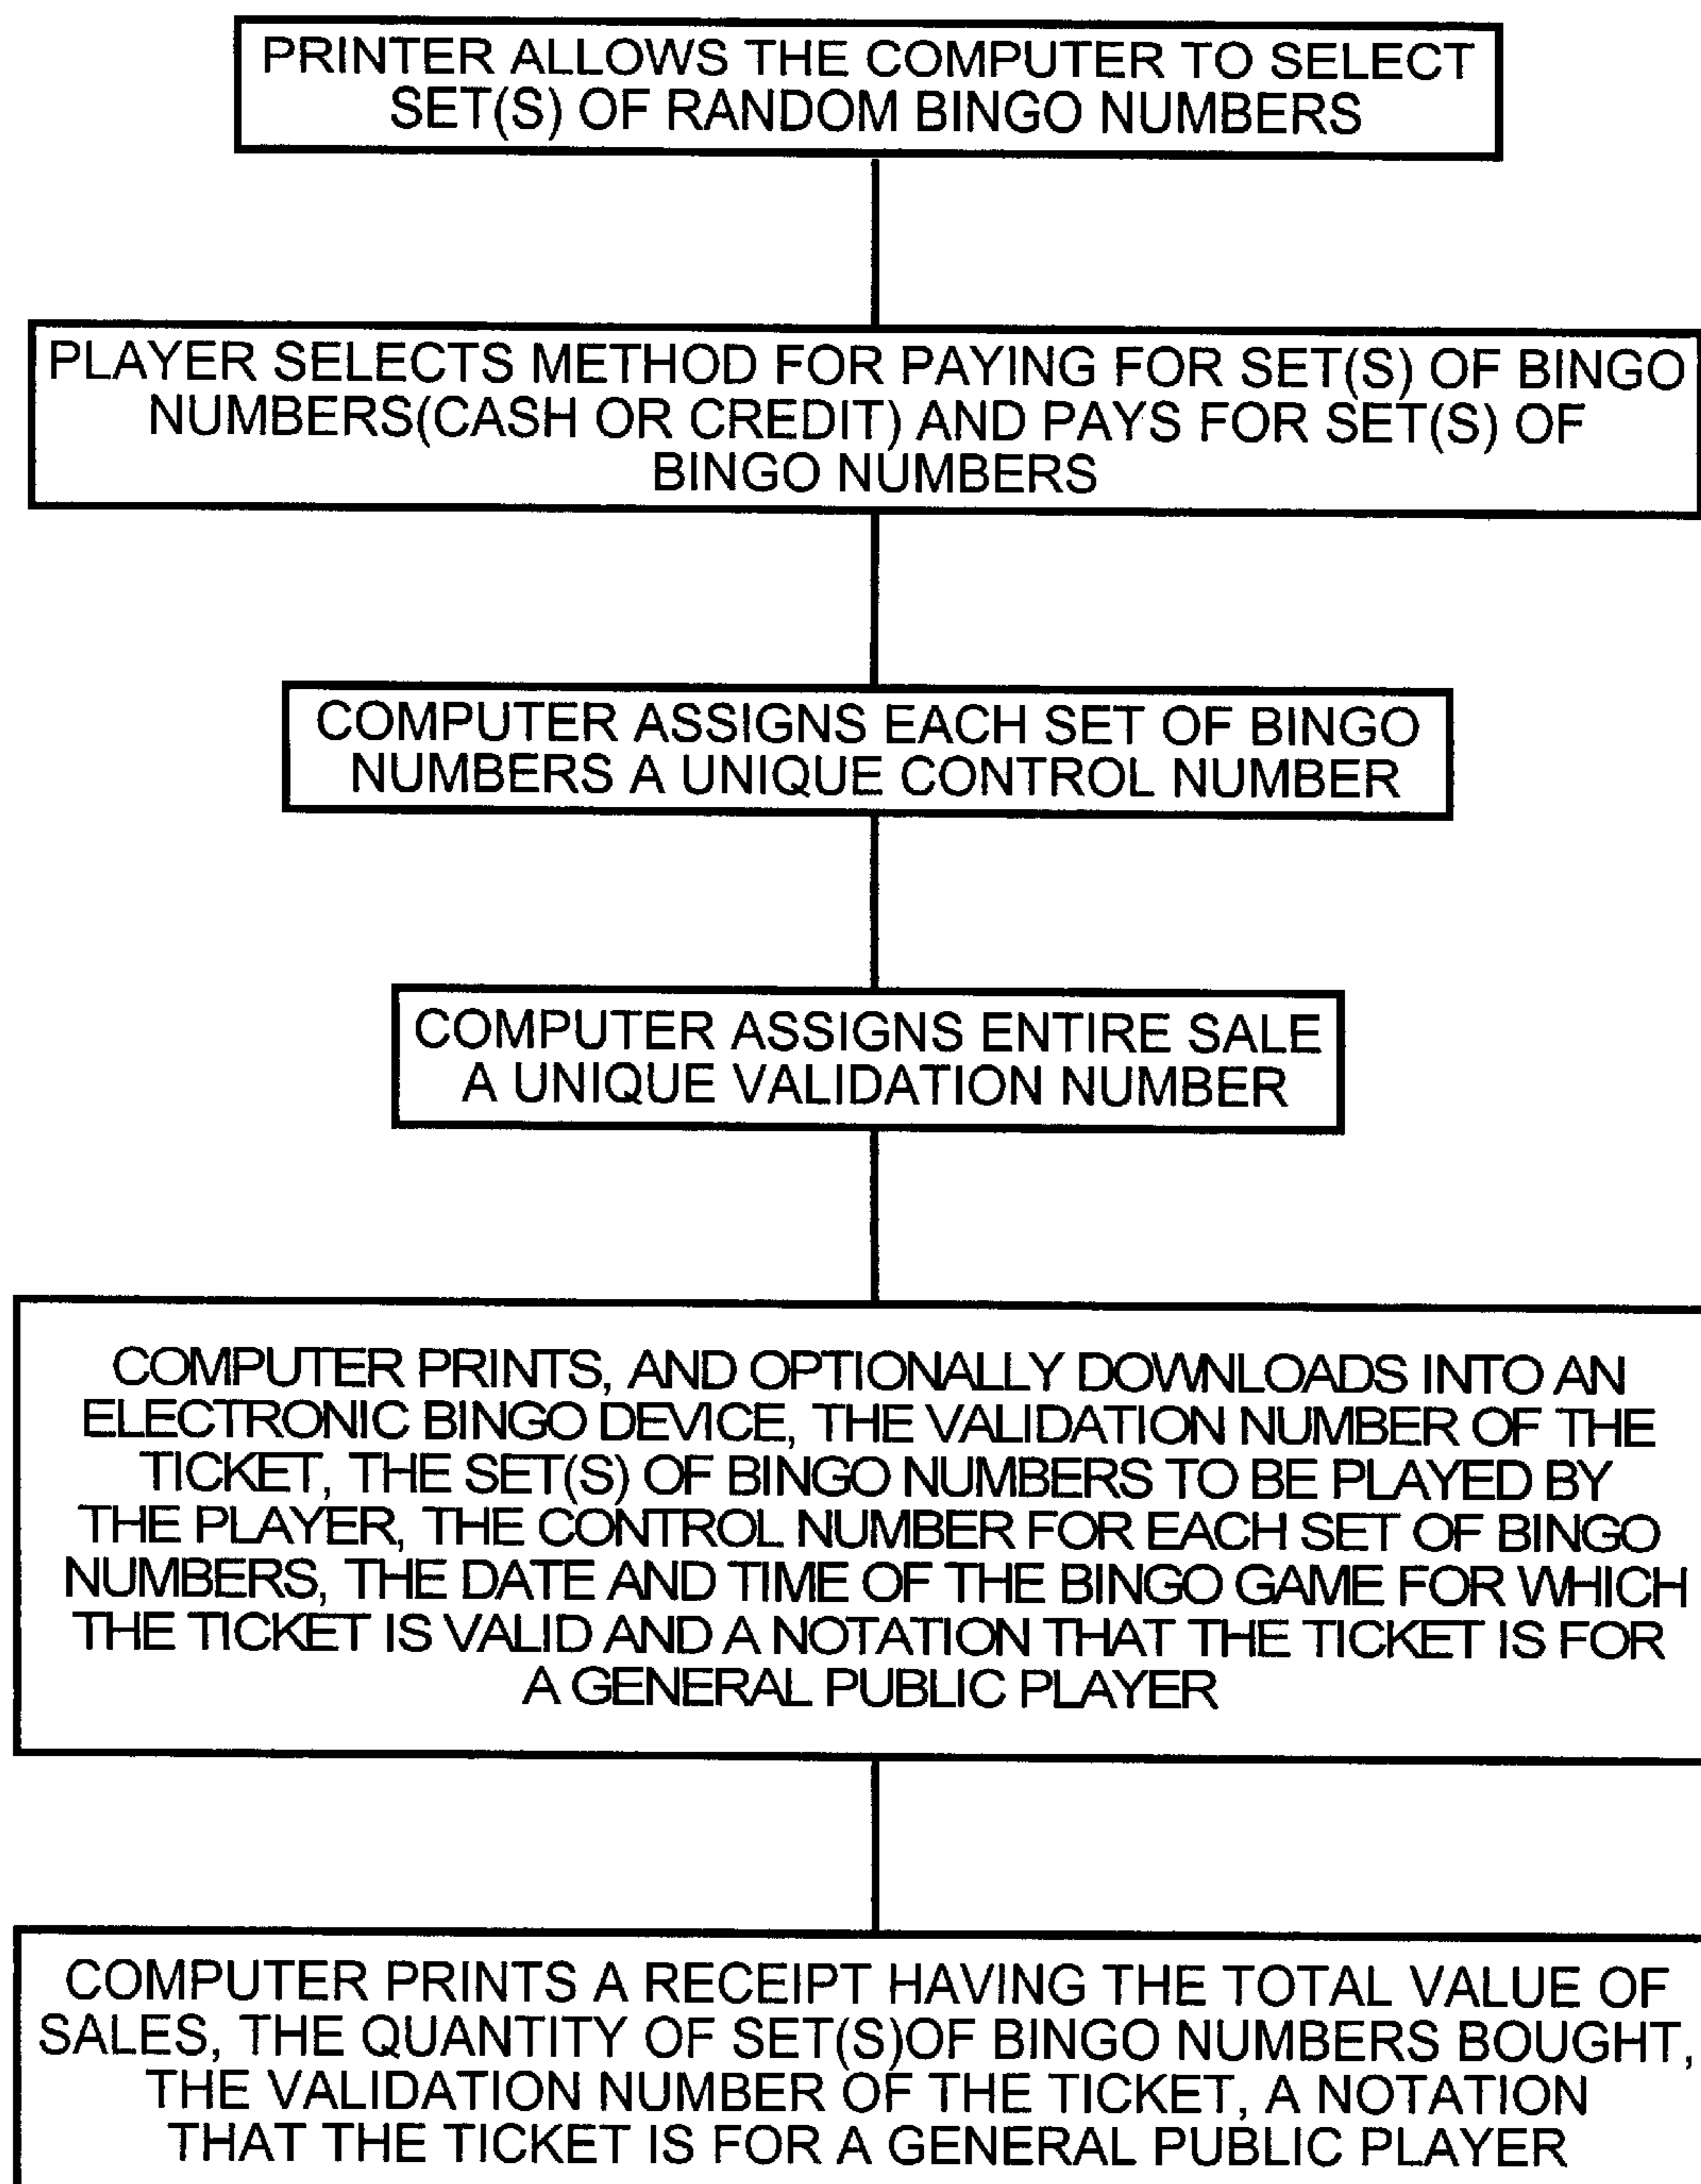 PRINTER ALLOWS THE COMPUTER TO SELECT
SET(S) OF RANDOM BINGO NUMBERS
PLAYER SELECTS METHOD FOR PAYING FOR SET(S) OF BINGO
NUMBERS(CASH OR CREDIT) AND PAYS FOR SET(S) OF
BINGO NUMBERS
COMPUTER ASSIGNS EACH SET OF BINGO
NUMBERS A UNIQUE CONTROL NUMBER
COMPUTER ASSIGNS ENTIRE SALE
A UNIQUE VALIDATION NUMBER
COMPUTER PRINTS, AND OPTIONALLY DOWNLOADS INTO AN
ELECTRONIC BINGO DEVICE, THE VALIDATION NUMBER OF THE
TICKET, THE SET(S) OF BINGO NUMBERS TO BE PLAYED BY
THE PLAYER, THE CONTROL NUMBER FOR EACH SET OF BINGO
NUMBERS, THE DATE AND TIME OF THE BINGO GAME FOR WHICH
THE TICKET IS VALID AND A NOTATION THAT THE TICKET IS FOR
A GENERAL PUBLIC PLAYER
COMPUTER PRINTS A RECEIPT HAVING THE TOTAL VALUE OF
SALES, THE QUANTITY OF SET(S)OF BINGO NUMBERS BOUGHT,
THE VALIDATION NUMBER OF THE TICKET, A NOTATION
THAT THE TICKET IS FOR A GENERAL PUBLIC PLAYER